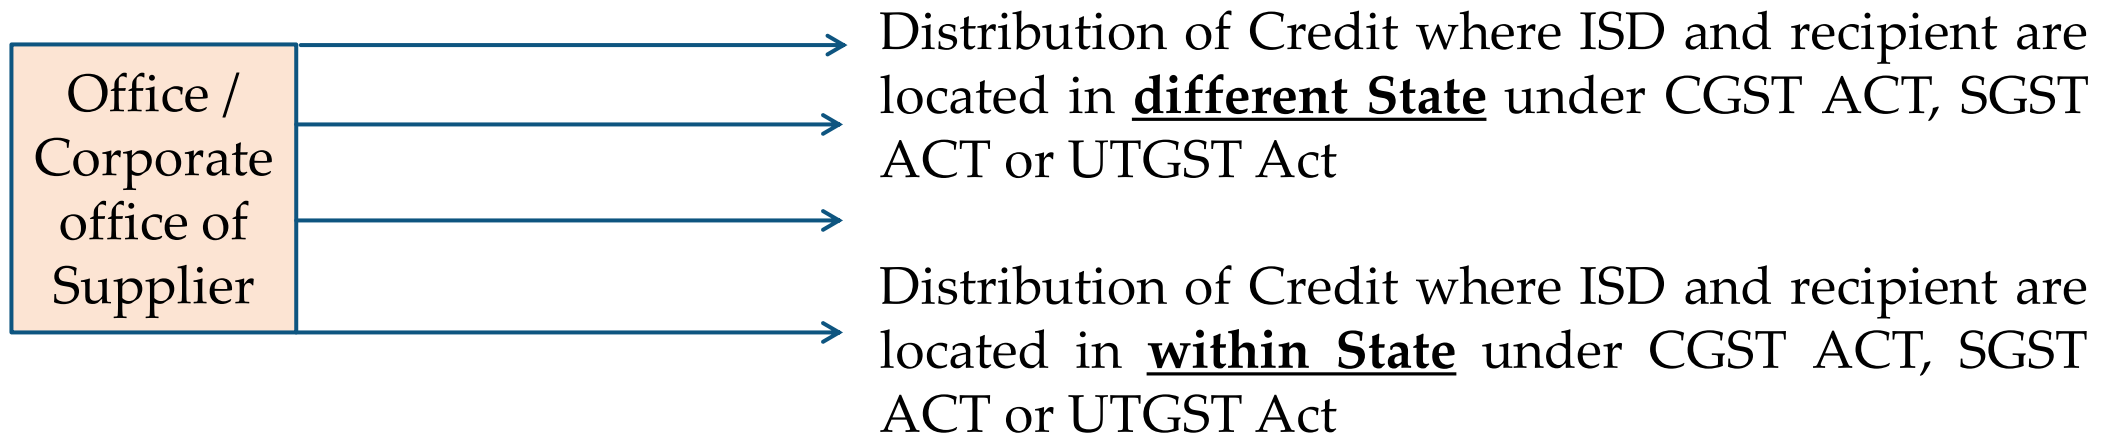 Office /
Corporate
office of
Supplier
Distribution of Credit where ISD and recipient are
located in different State under CGST ACT, SGST
ACT or UTGST Act
Distribution of Credit where ISD and recipient are
located in within State under CGST ACT, SGST
ACT or UTGST Act